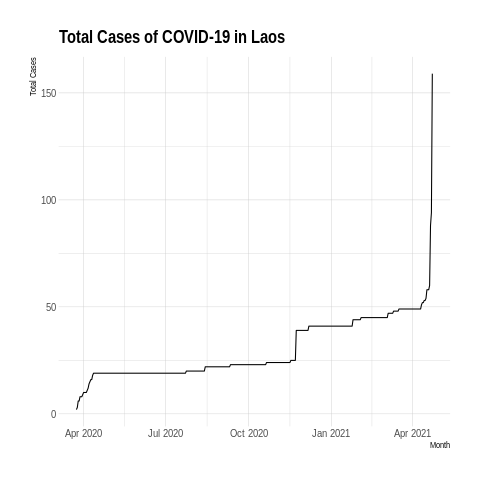 Total Cases of COVID-19 in Laos
Total Cases
150
100
50
0
Apr 2020 Jul 2020 Oct 2020 Jan 2021 Apr 2021
Month